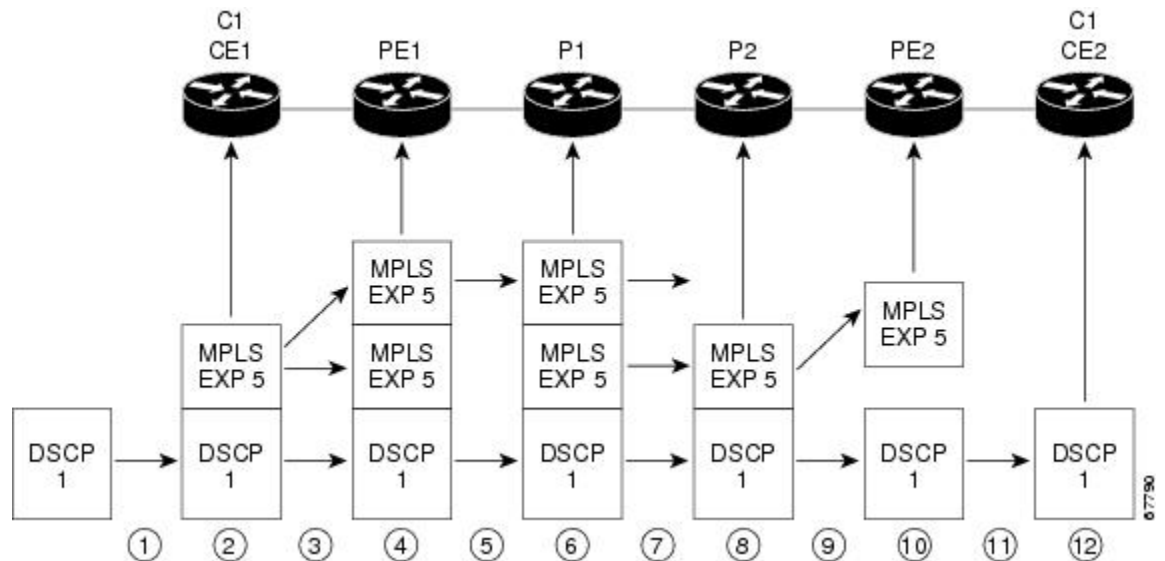 C1
CE1
PE1
P1
P2
PE2
C1
CE2
MPLS
EXP 5
MPLS
EXP 5
MPLS
EXP 5
MPLS
EXP 5
MPLS
EXP 5
MPLS
EXP 5
MPLS
EXP 5
DSCP
1
DSCP
1
DSCP
1
DSCP
1
DSCP
1
DSCP
1
DSCP
1
67790
1
2
3
4
5
6
7
8
9
10
11
12